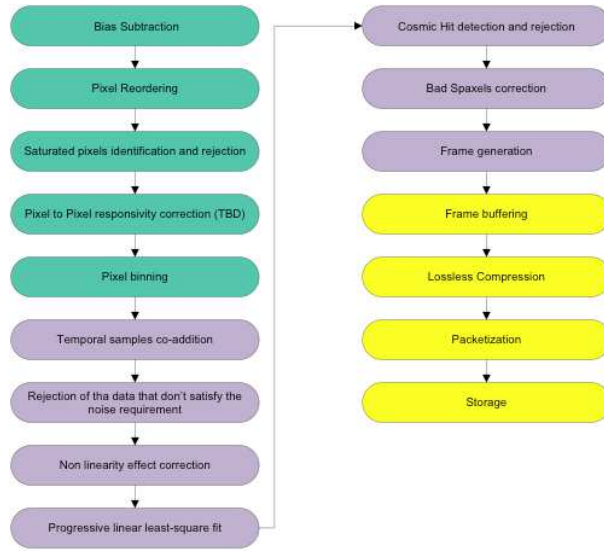 Bias Subtraction
Pixel Reordering
Saturated pixels identification and rejection
Pixel to Pixel responsivity correction (TBD)
Pixel binning
Temporal samples co-addition
Rejection of tha data that don't satisfy the
noise requirement
Non linearity effect correction
Progressive linear least-square fit
Cosmic Hit detection and rejection
Bad Spaxels correction
Frame generation
Frame buffering
Lossless Compression
Packetization
Storage